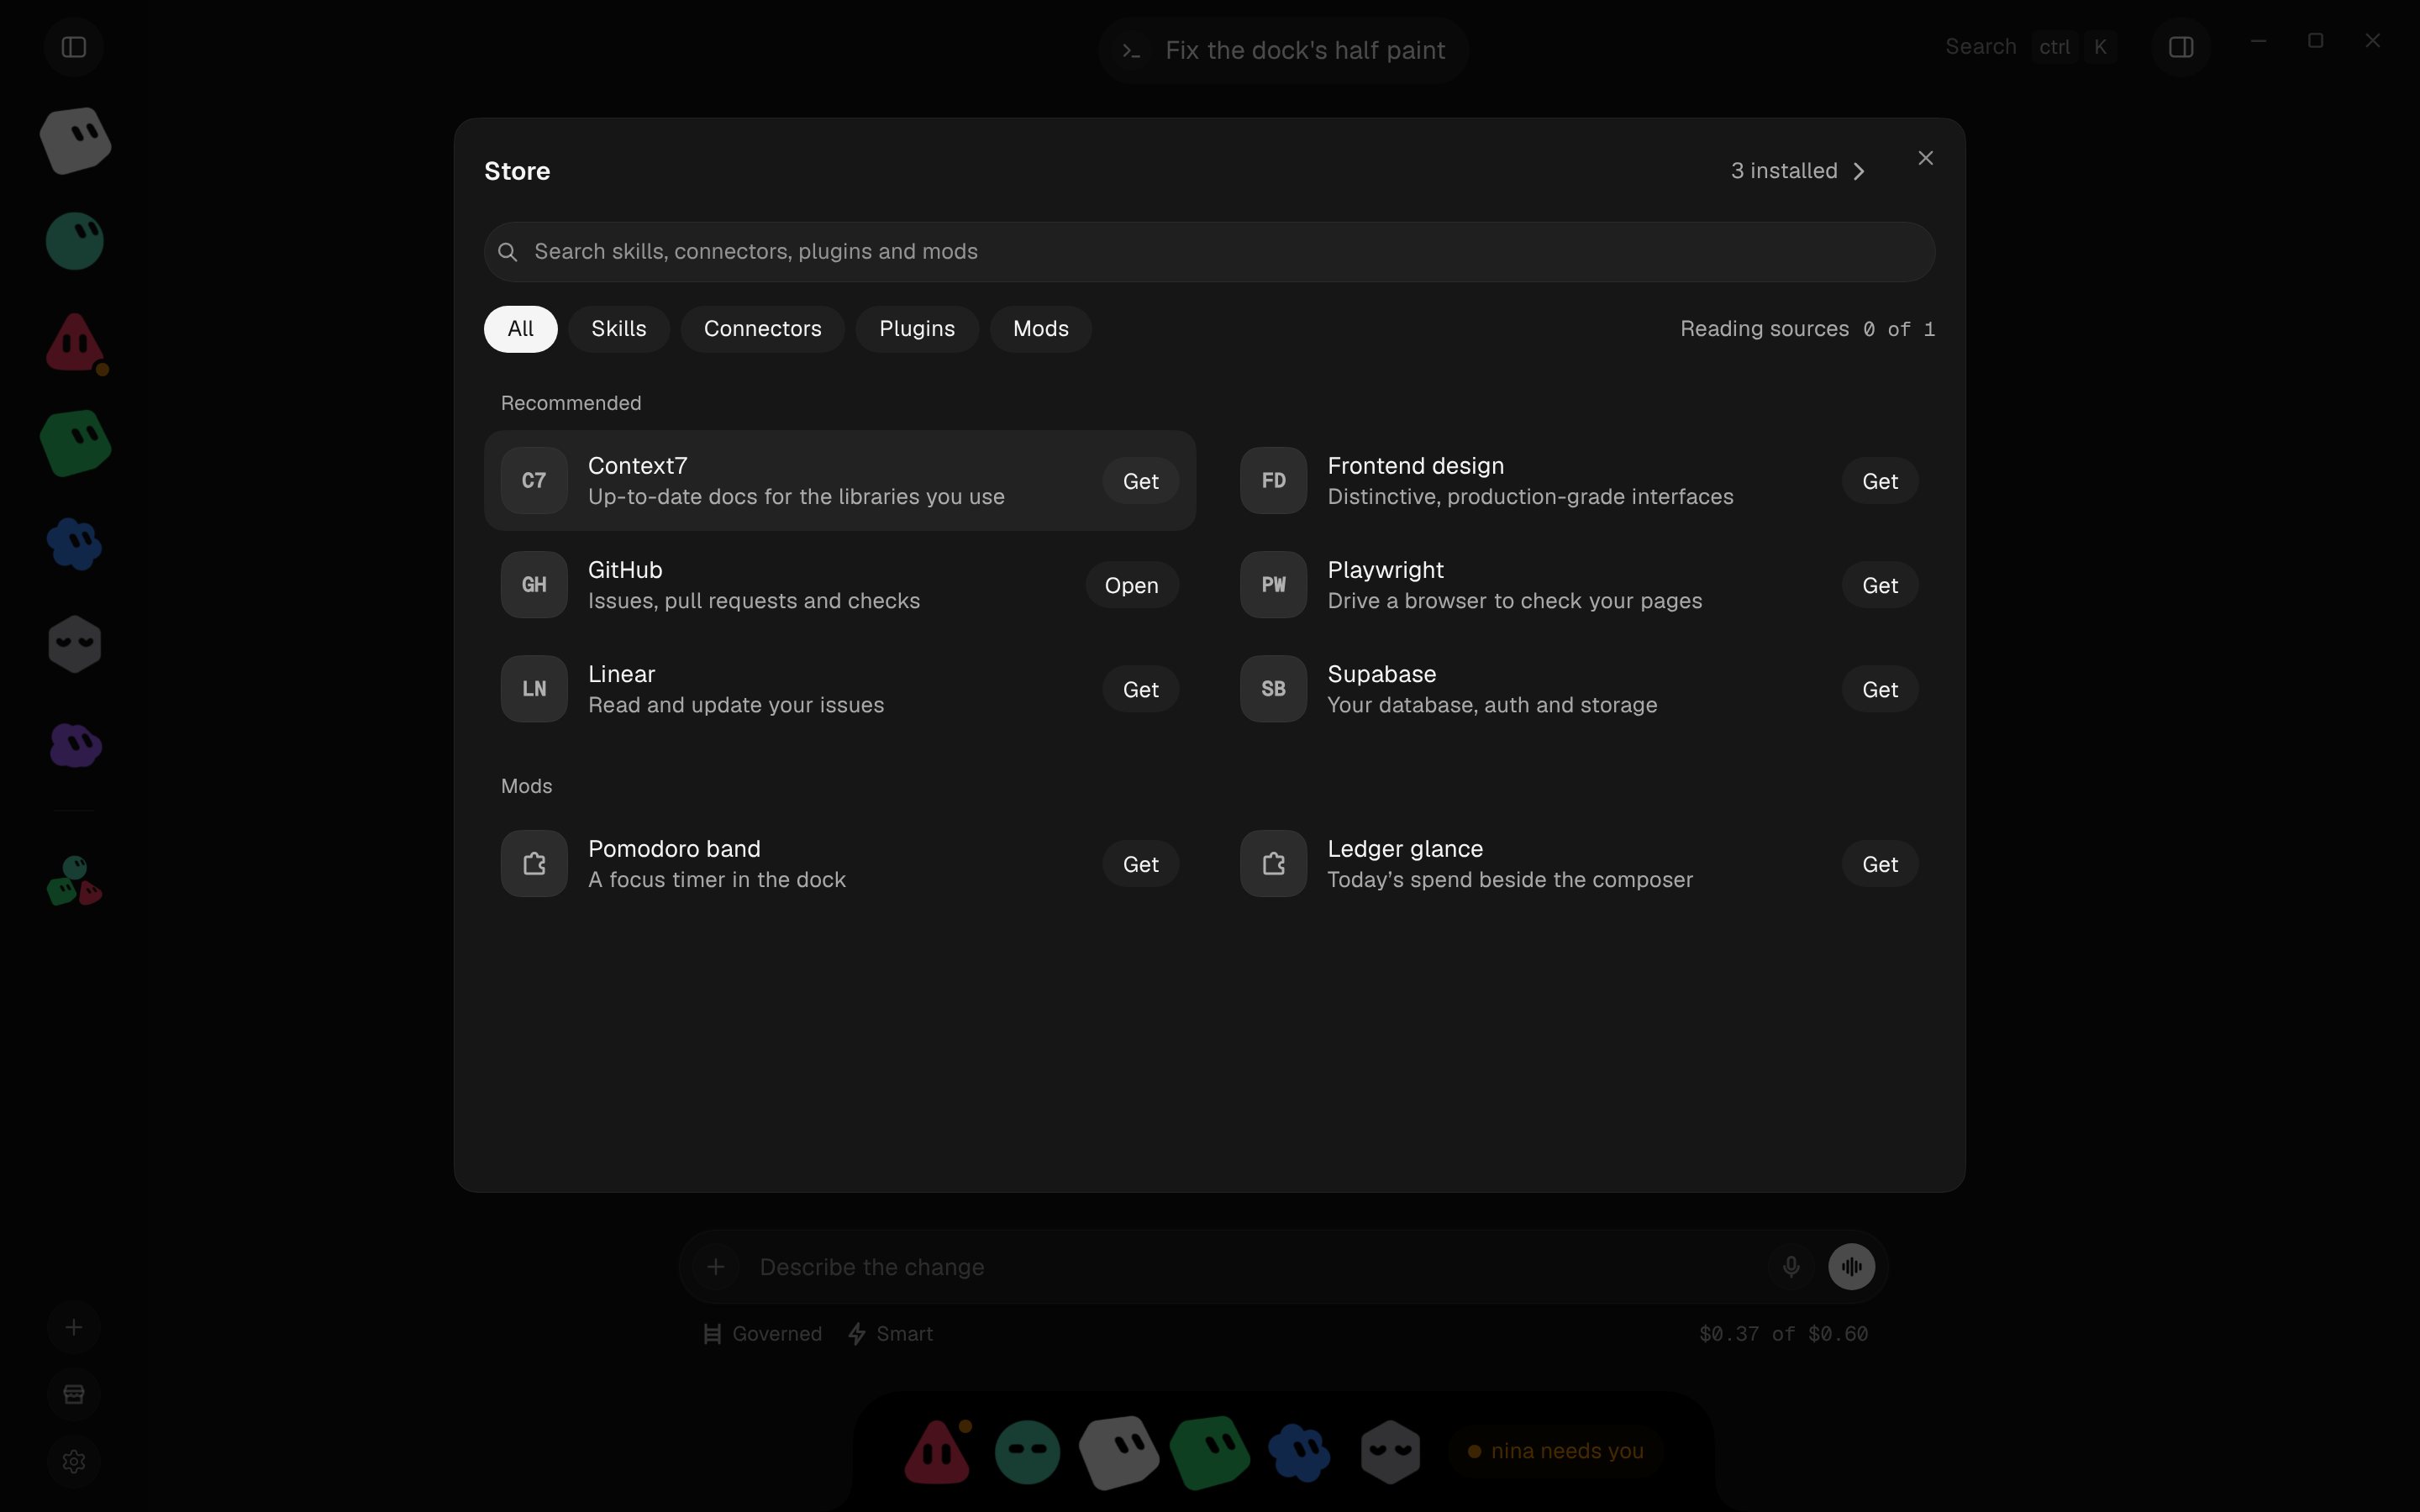 Fix the dock's half paint
Search ctrl K
Store
3 installed
Search skills, connectors, plugins and mods
All Skills Connectors Plugins Mods
Reading sources 0 of 1
Recommended
C7
Context7
Up-to-date docs for the libraries you use
Get
FD
Frontend design
Distinctive, production-grade interfaces
Get
GH
GitHub
Issues, pull requests and checks
Open
PW
Playwright
Drive a browser to check your pages
Get
LN
Linear
Read and update your issues
Get
SB
Supabase
Your database, auth and storage
Get
Mods
Pomodoro band
A focus timer in the dock
Get
Ledger glance
Today’s spend beside the composer
Get
Describe the change
Governed Smart
$0.37 of $0.60
nina needs you